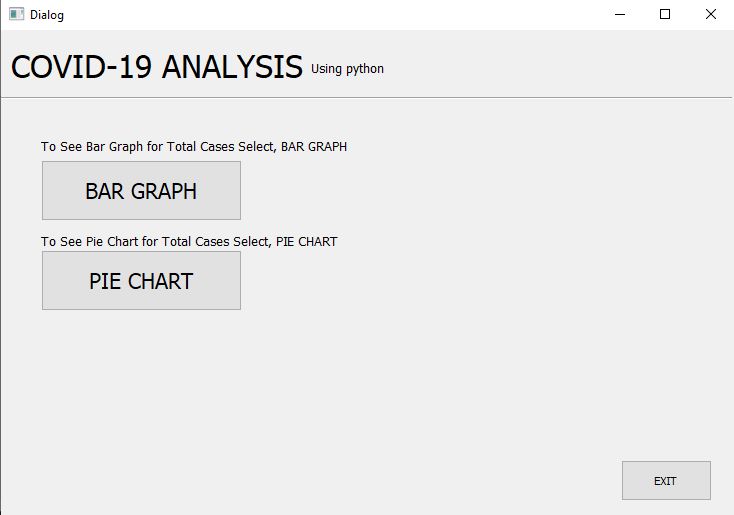 Dialog
COVID-19 ANALYSIS Using python
To See Bar Graph for Total Cases Select, BAR GRAPH
BAR GRAPH
To See Pie Chart for Total Cases Select, PIE CHART
PIE CHART
EXIT